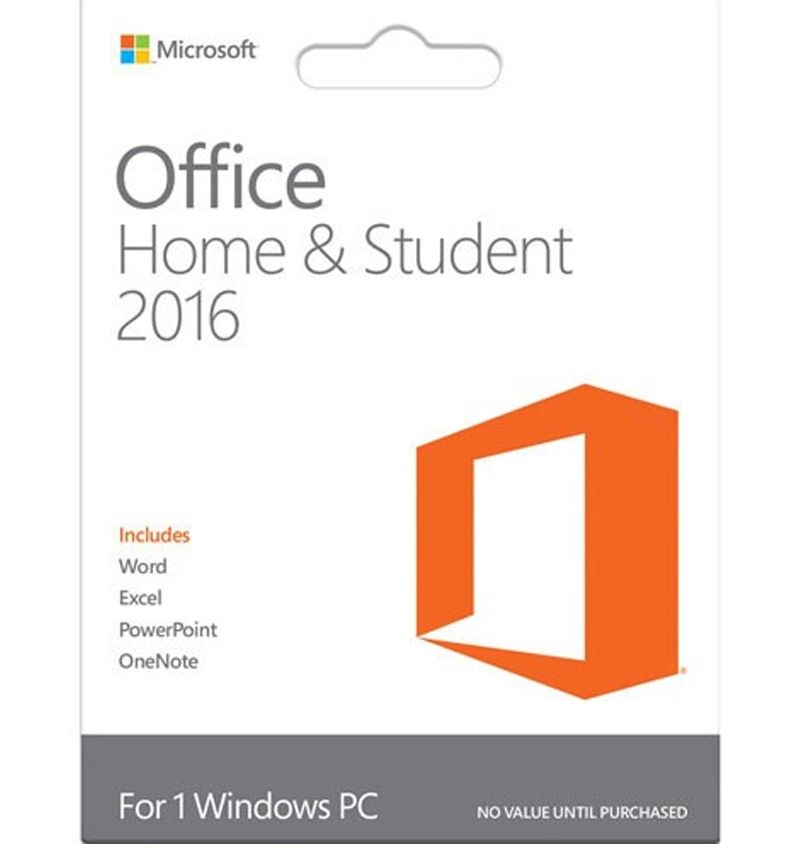 Microsoft
Office
Home & Student
2016
Includes
Word
Excel
PowerPoint
OneNote
For 1 Windows PC
NO VALUE UNTIL PURCHASED